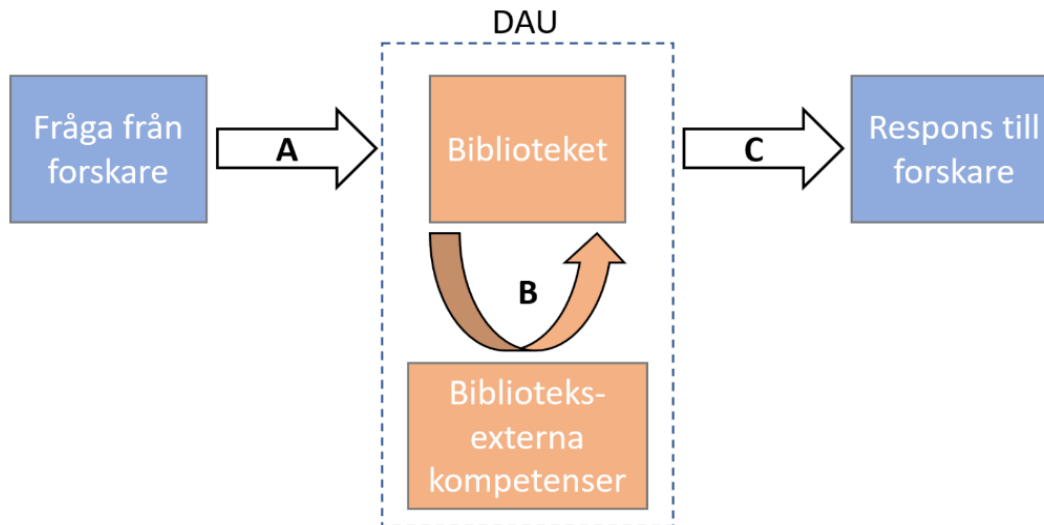 DAU
Fråga från
forskare
A
Biblioteket
C
Respons till
forskare
B
Biblioteks-
externa
kompetenser